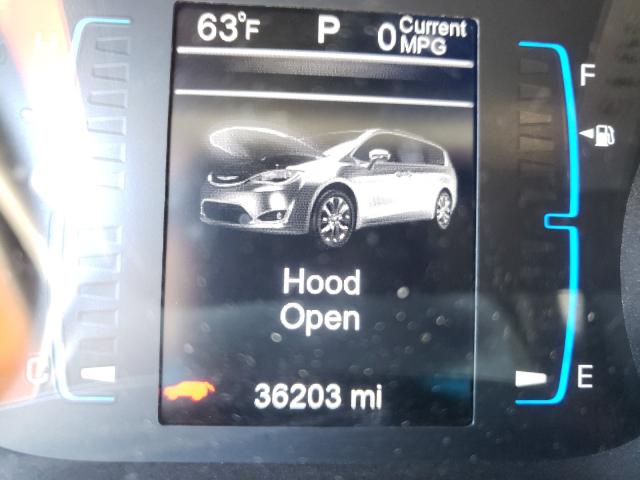 63°F P 0 Current MPG
H
F
Hood
Open
C
E
36203 mi